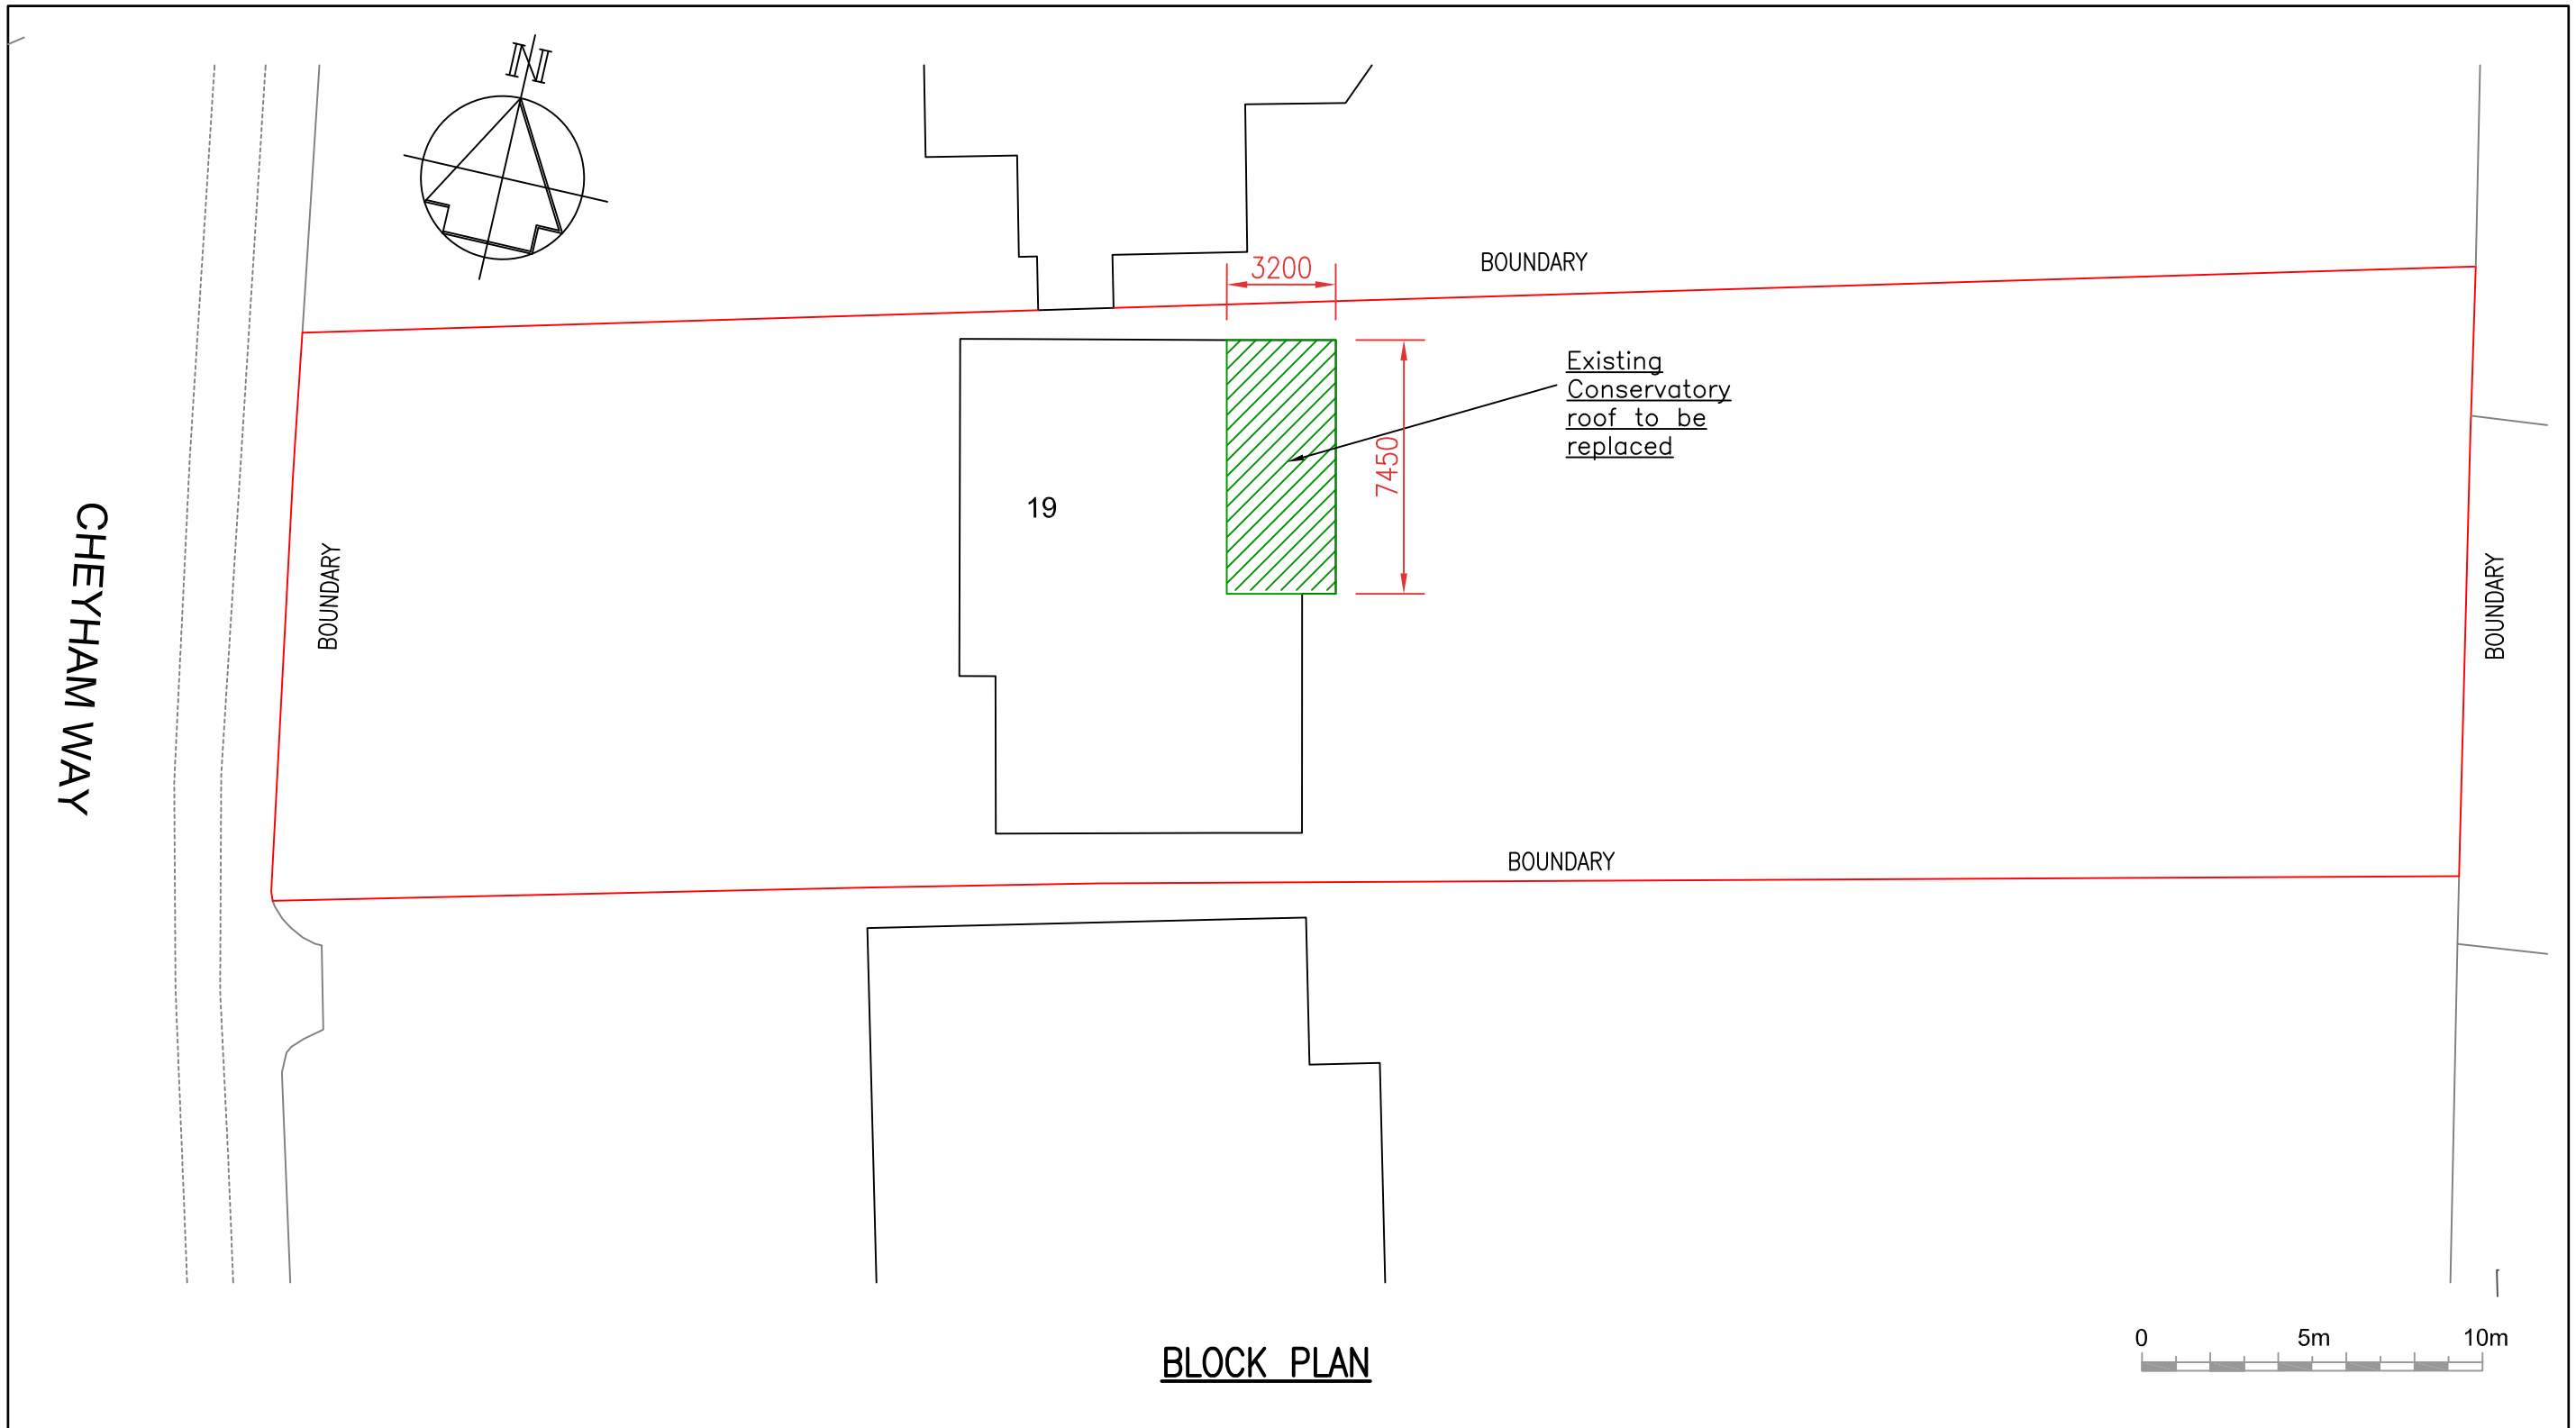 N
BOUNDARY
3200
Existing
Conservatory
roof to be
replaced
7450
19
CHEYHAM WAY
BOUNDARY
BOUNDARY
BOUNDARY
BLOCK PLAN
0 5m 10m